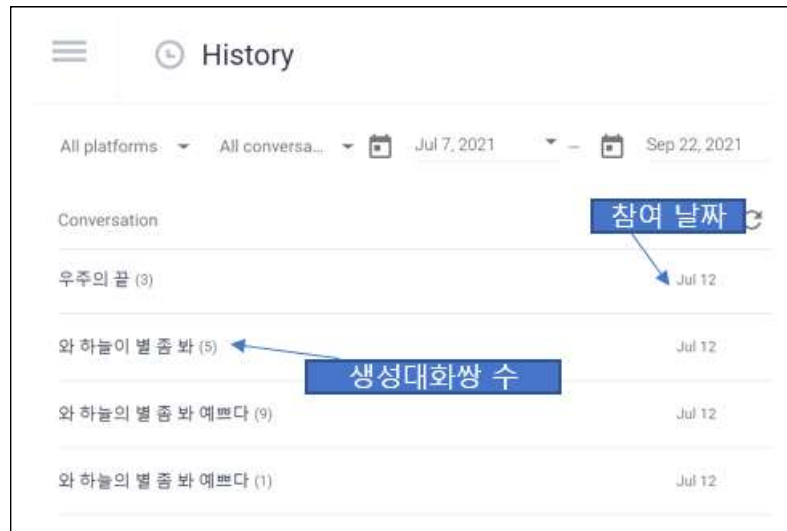 History
All platforms All conversa... Jul 7, 2021 – Sep 22, 2021
Conversation 참여 날짜
우주의 끝 (3) Jul 12
와 하늘이 별 좀 봐 (5) Jul 12
생성대화쌍 수
와 하늘의 별 좀 봐 예쁘다 (9) Jul 12
와 하늘의 별 좀 봐 예쁘다 (1) Jul 12